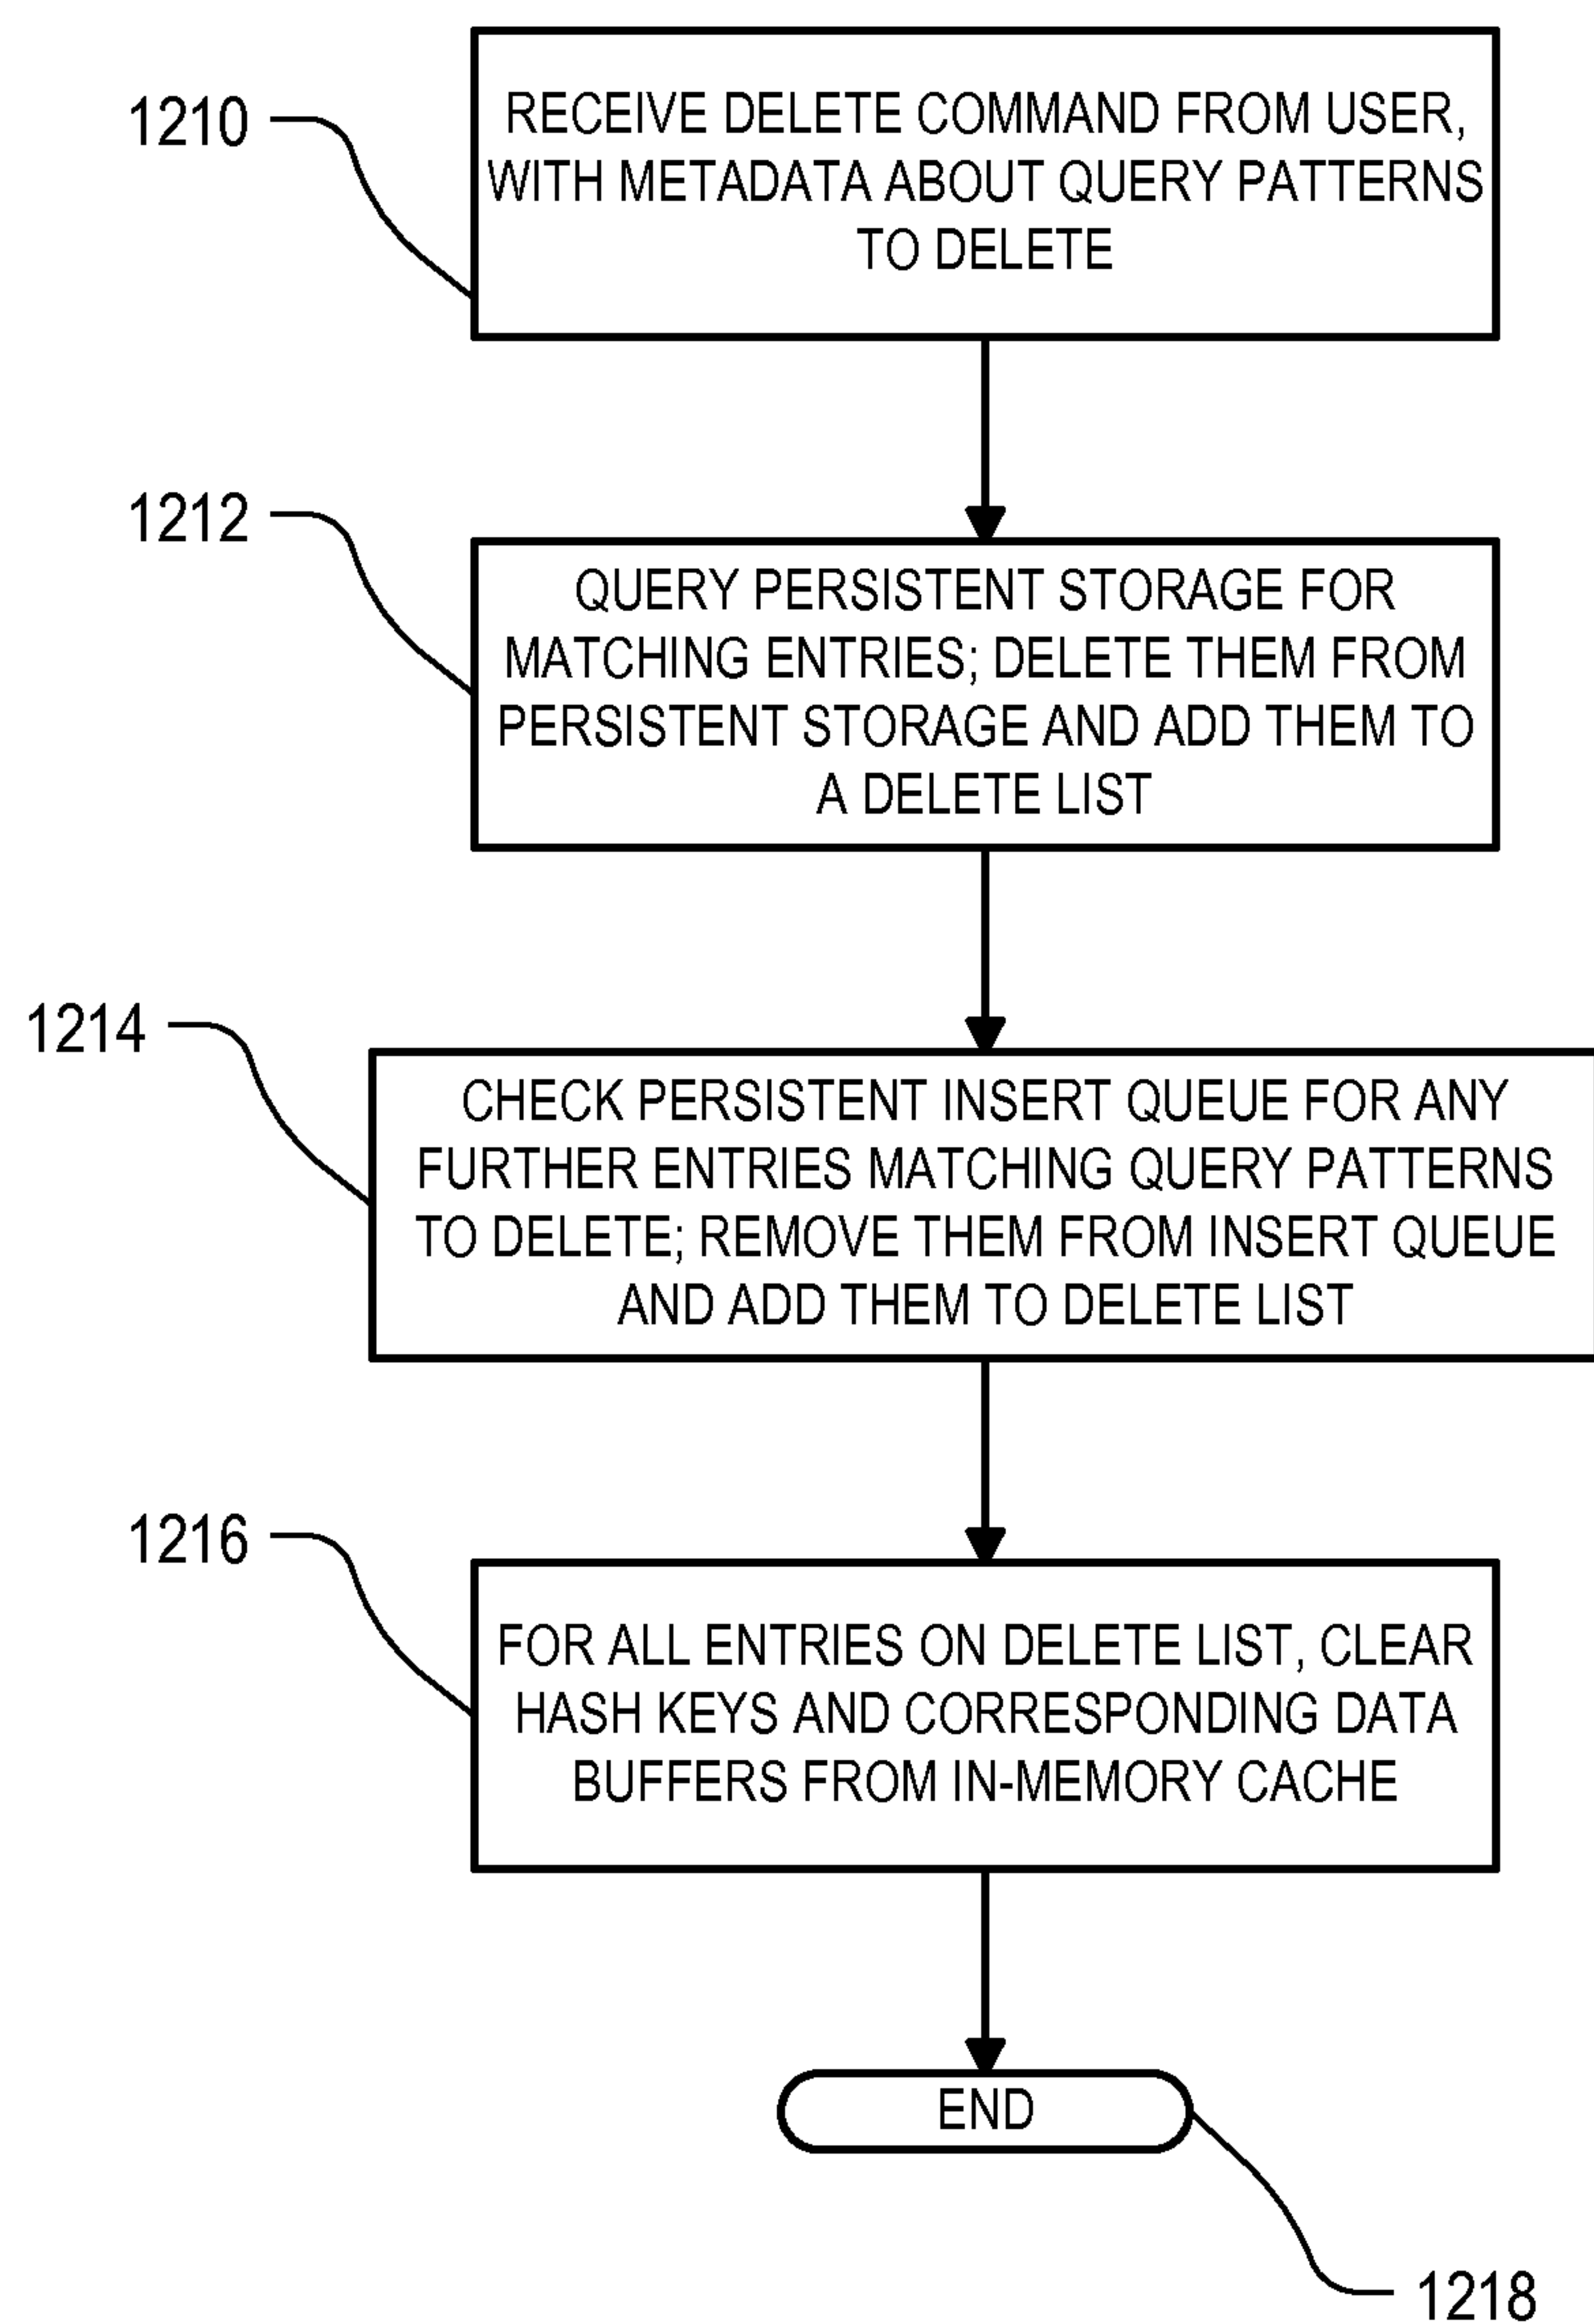 1210
RECEIVE DELETE COMMAND FROM USER,
WITH METADATA ABOUT QUERY PATTERNS
TO DELETE
1212
QUERY PERSISTENT STORAGE FOR
MATCHING ENTRIES; DELETE THEM FROM
PERSISTENT STORAGE AND ADD THEM TO
A DELETE LIST
1214
CHECK PERSISTENT INSERT QUEUE FOR ANY
FURTHER ENTRIES MATCHING QUERY PATTERNS
TO DELETE; REMOVE THEM FROM INSERT QUEUE
AND ADD THEM TO DELETE LIST
1216
FOR ALL ENTRIES ON DELETE LIST, CLEAR
HASH KEYS AND CORRESPONDING DATA
BUFFERS FROM IN-MEMORY CACHE
END
1218